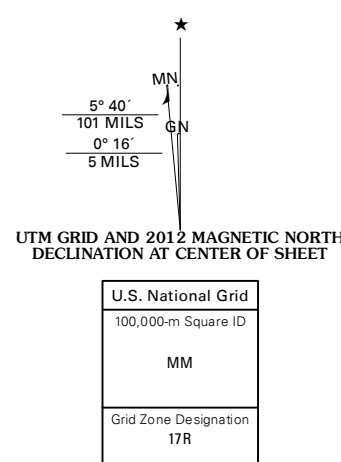 MN
5° 40´
101 MILS
GN
0° 16´
5 MILS
UTM GRID AND 2012 MAGNETIC NORTH
DECLINATION AT CENTER OF SHEET
U.S. National Grid
100,000-m Square ID
MM
Grid Zone Designation
17R